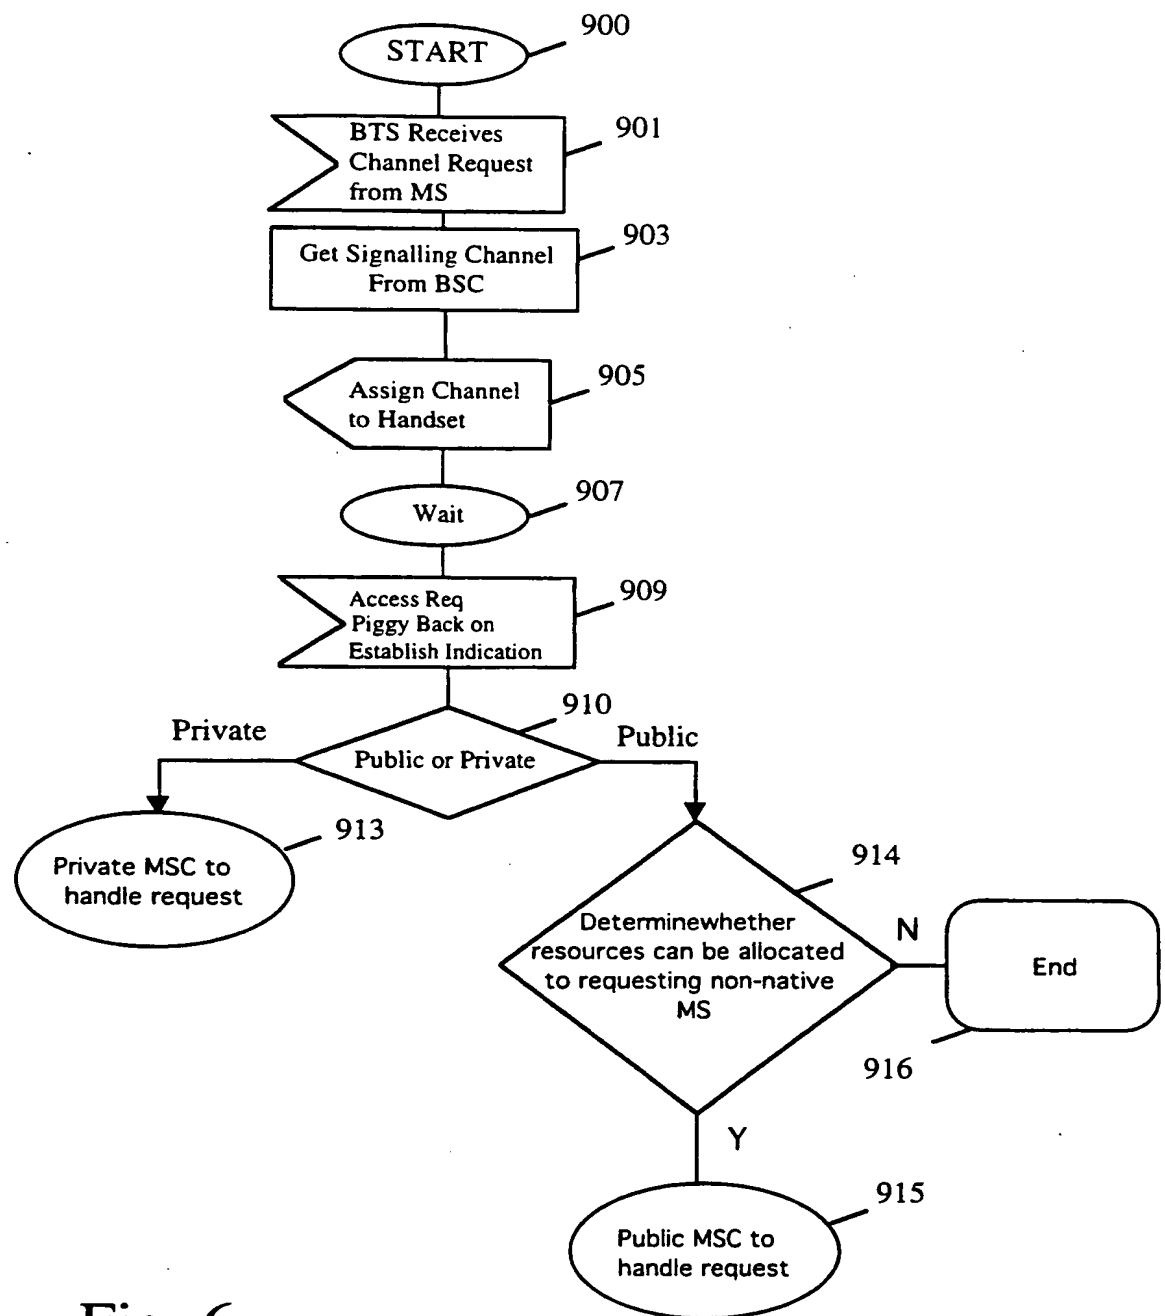 START
900
BTS Receives
Channel Request
from MS
901
Get Signalling Channel
From BSC
903
Assign Channel
to Handset
905
Wait
907
Access Req
Piggy Back on
Establish Indication
909
910
Private
Public or Private
Public
Private MSC to
handle request
913
914
Determinewhether
resources can be allocated
to requesting non-native
MS
N
End
916
Y
915
Public MSC to
handle request
Fig. 6